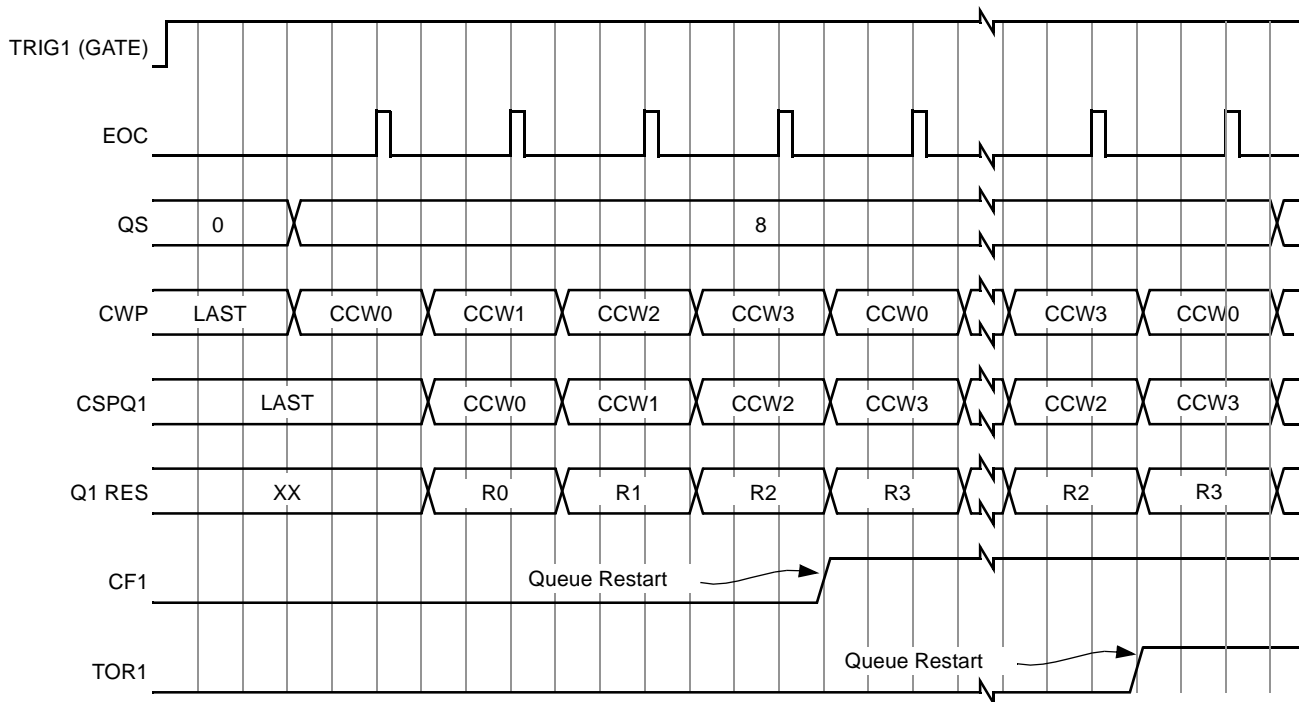 TRIG1 (GATE)
EOC
QS 0 8
CWP LAST CCW0 CCW1 CCW2 CCW3 CCW0 CCW3 CCW0
CSPQ1 LAST CCW0 CCW1 CCW2 CCW3 CCW2 CCW3
Q1 RES XX R0 R1 R2 R3 R2 R3
CF1 Queue Restart
TOR1 Queue Restart